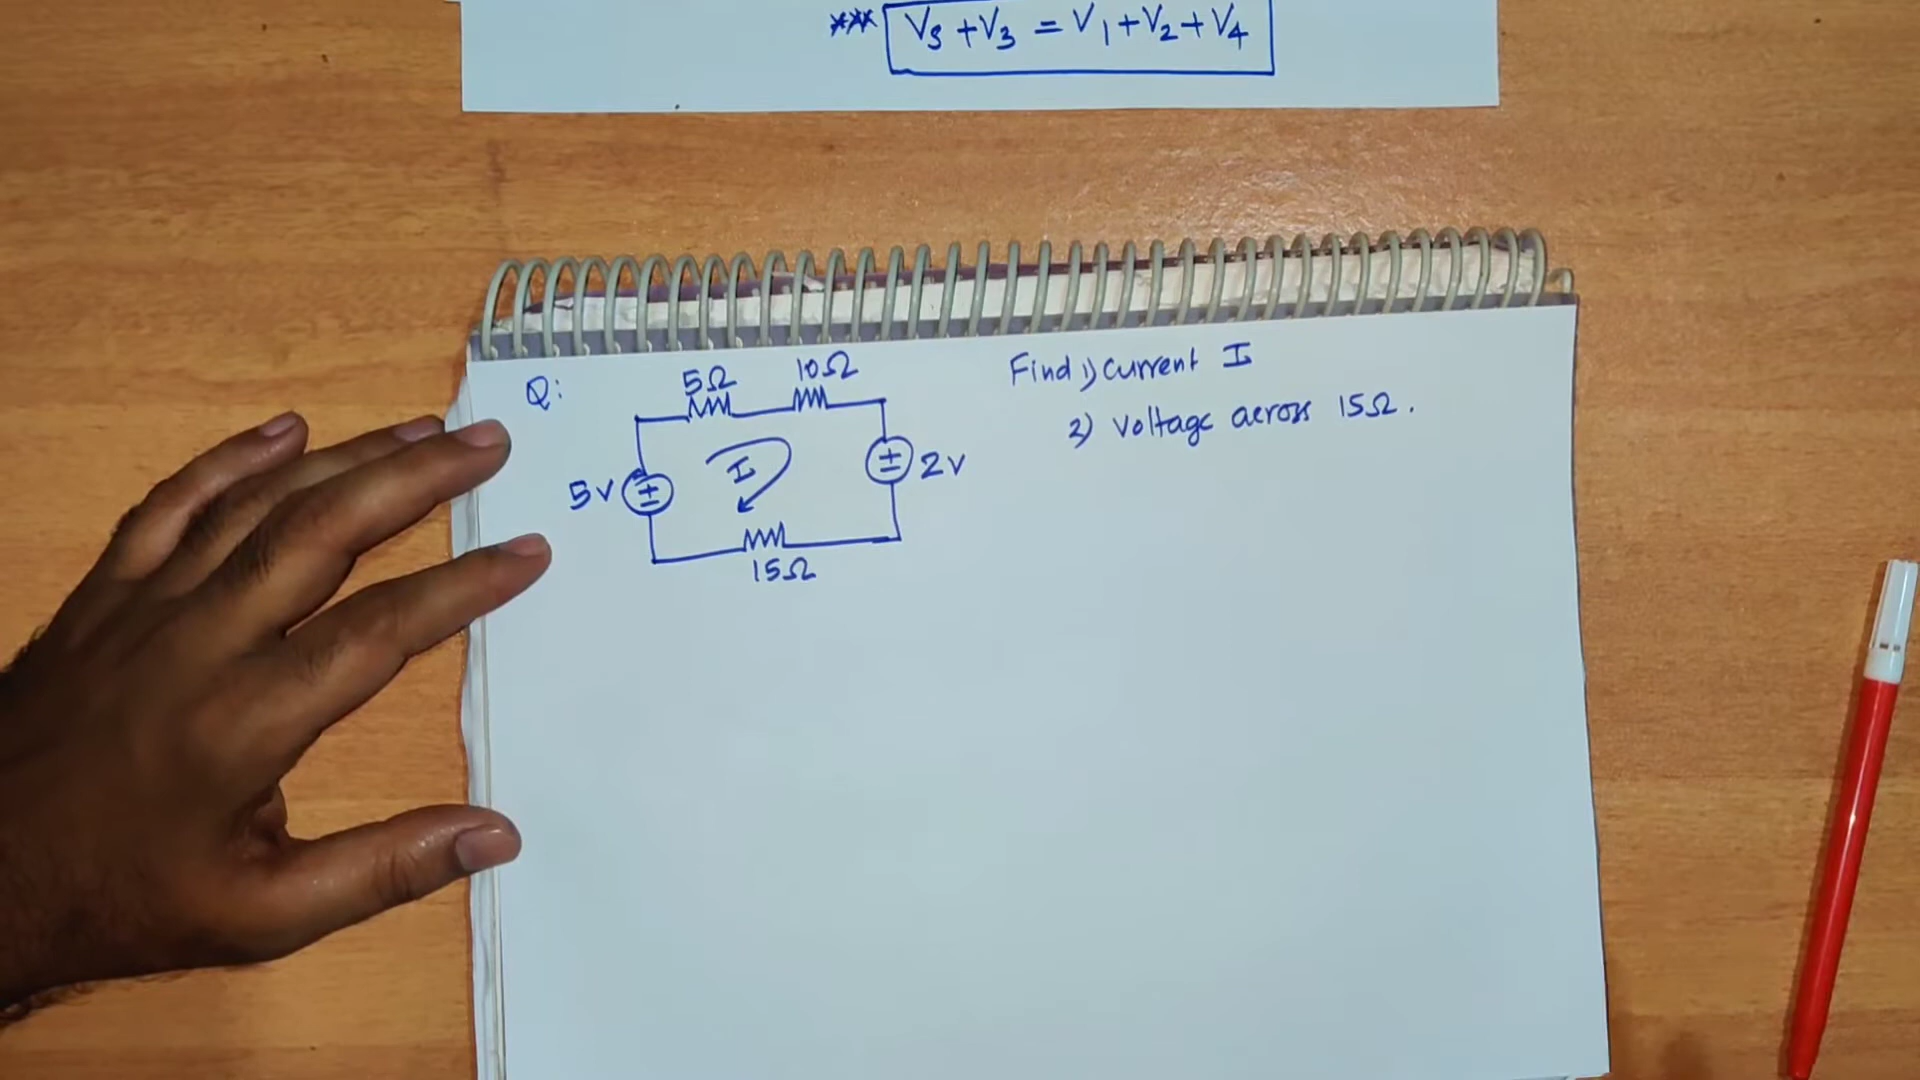 *** Vs + V3 = V1 + V2 + V4
Q:
5Ω 10Ω
5V ± I ± 2V
15Ω
Find 1) Current I
2) Voltage across 15Ω.